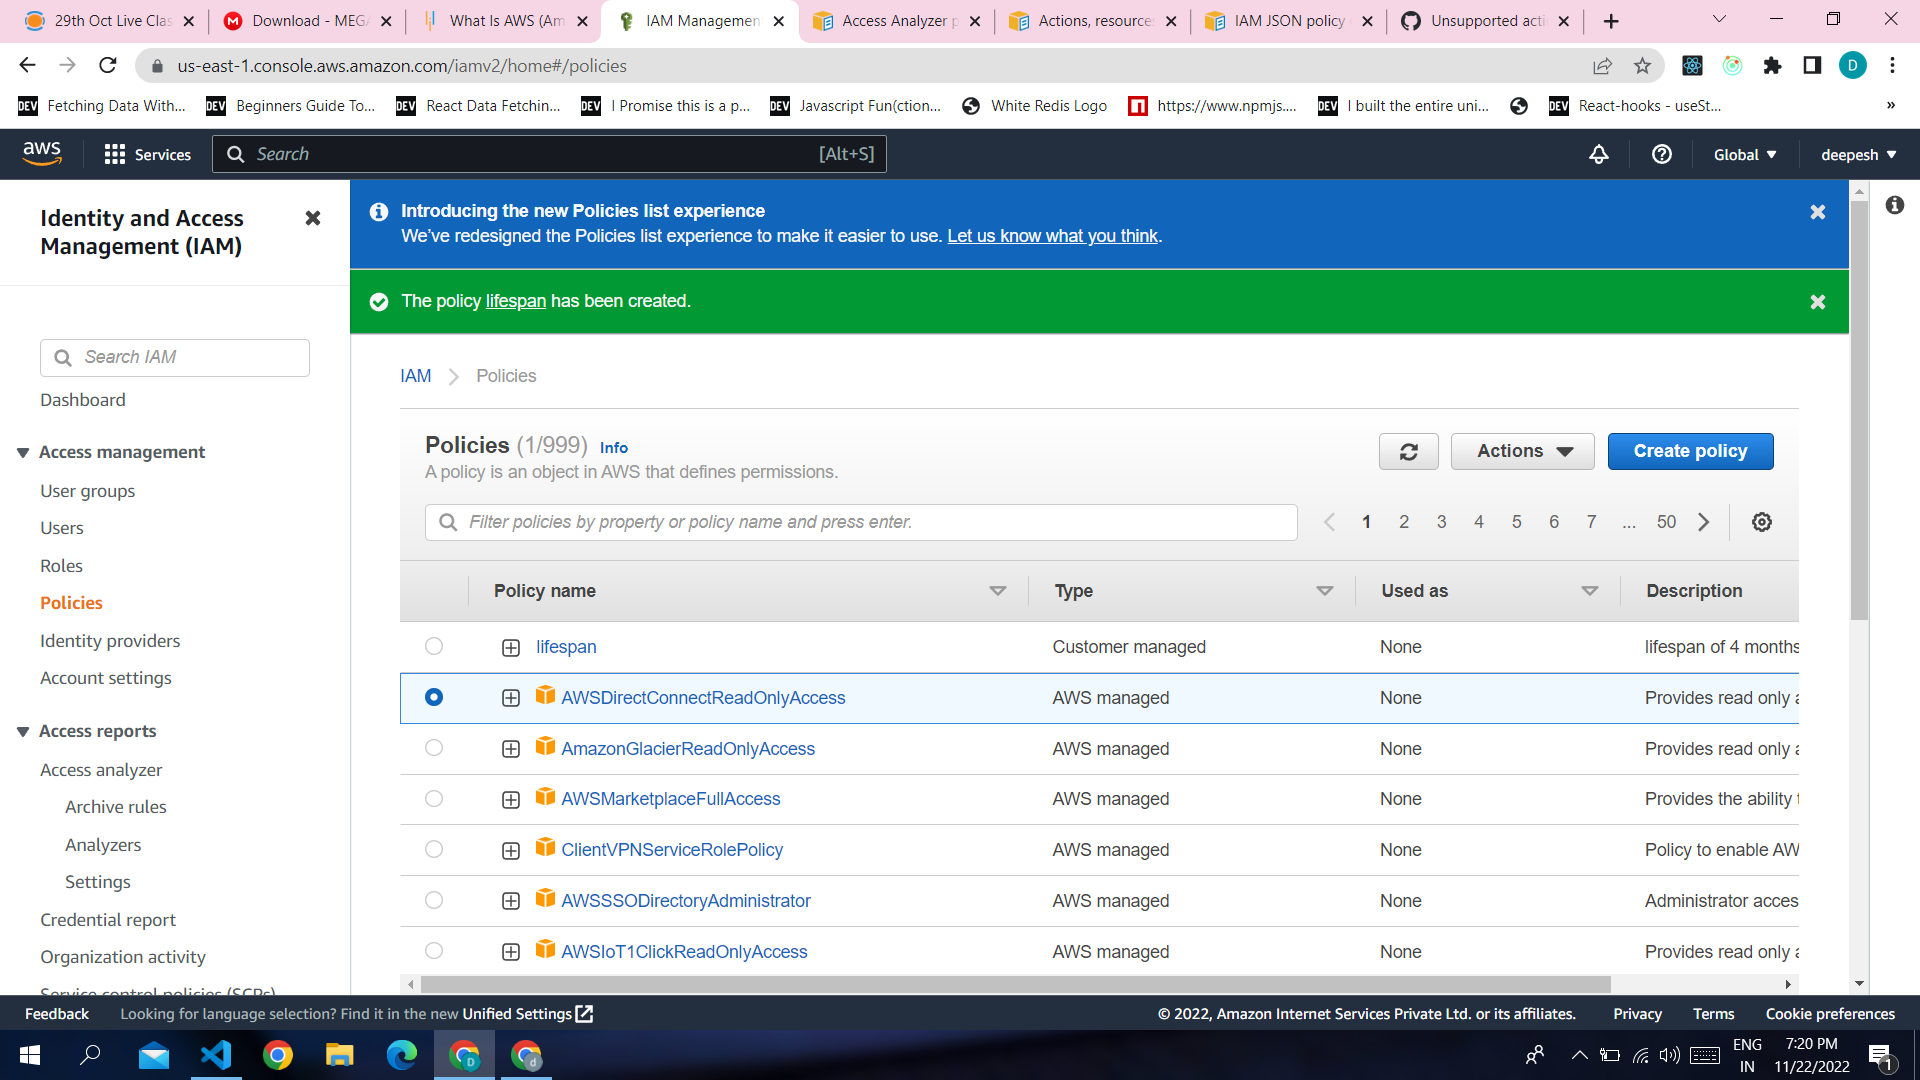 29th Oct Live Clas
Download - MEGA
What Is AWS (Am
IAM Managemen
Access Analyzer p
Actions, resources
IAM JSON policy
Unsupported acti
us-east-1.console.aws.amazon.com/iamv2/home#/policies
D
DEV Fetching Data With...
DEV Beginners Guide To...
DEV React Data Fetchin...
DEV I Promise this is a p...
DEV Javascript Fun(ction...
White Redis Logo
https://www.npmjs....
DEV I built the entire uni...
DEV React-hooks - useSt...
»
aws
Services
Search
[Alt+S]
Global
deepesh
Identity and Access
Management (IAM)
Search IAM
Dashboard
Access management
User groups
Users
Roles
Policies
Identity providers
Account settings
Access reports
Access analyzer
Archive rules
Analyzers
Settings
Credential report
Organization activity
Service control policies (SCPs)
Introducing the new Policies list experience
We've redesigned the Policies list experience to make it easier to use. Let us know what you think.
The policy lifespan has been created.
IAM
Policies
Policies (1/999) Info
A policy is an object in AWS that defines permissions.
Actions
Create policy
Filter policies by property or policy name and press enter.
1 2 3 4 5 6 7 ... 50
Policy name Type Used as Description
lifespan Customer managed None lifespan of 4 months
AWSDirectConnectReadOnlyAccess AWS managed None Provides read only a
AmazonGlacierReadOnlyAccess AWS managed None Provides read only a
AWSMarketplaceFullAccess AWS managed None Provides the ability t
ClientVPNServiceRolePolicy AWS managed None Policy to enable AW
AWSSSODirectoryAdministrator AWS managed None Administrator acces
AWSIoT1ClickReadOnlyAccess AWS managed None Provides read only a
Feedback
Looking for language selection? Find it in the new Unified Settings
© 2022, Amazon Internet Services Private Ltd. or its affiliates.
Privacy
Terms
Cookie preferences
D
d
ENG
IN
7:20 PM
11/22/2022
1